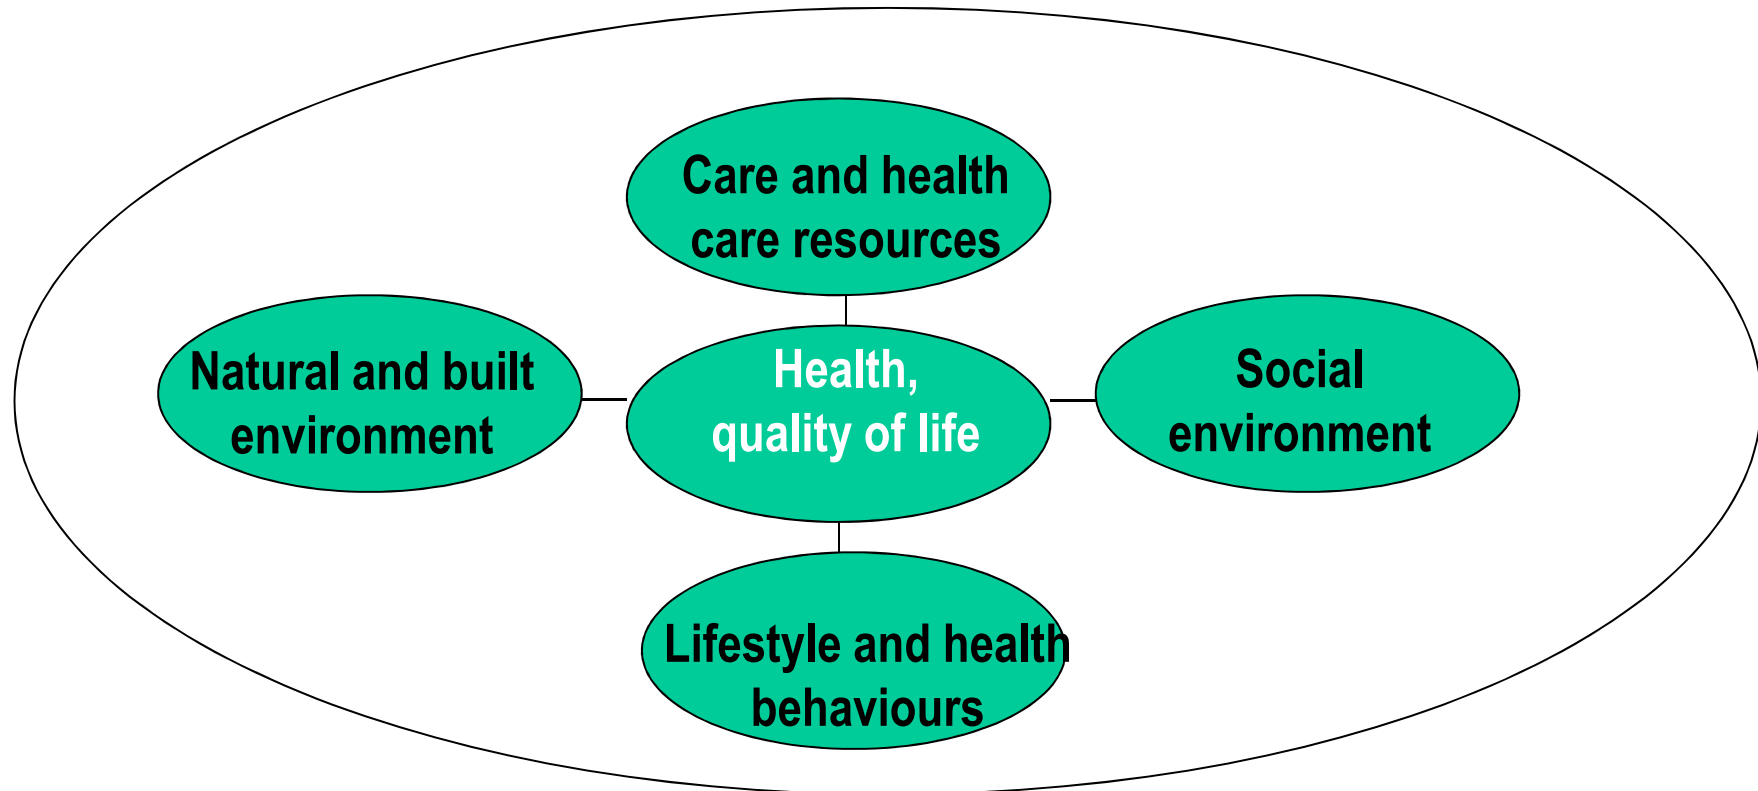 Care and health
care resources
Natural and built
environment
Health,
quality of life
Social
environment
Lifestyle and health
behaviours